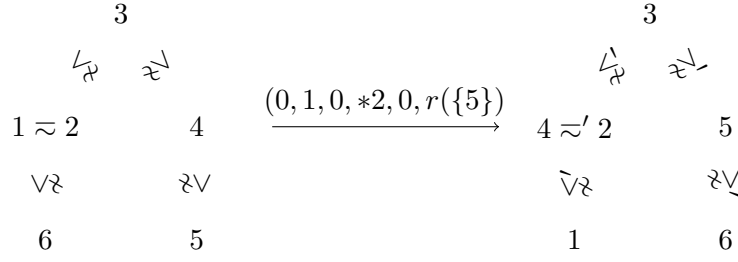 3 3
⪅ ⪆ ⪅′ ⪆′
(0, 1, 0, ∗2, 0, r({5})
1 ≂ 2 4 4 ≂′ 2 5
⪅ ⪆ ⪅′ ⪆′
6 5 1 6